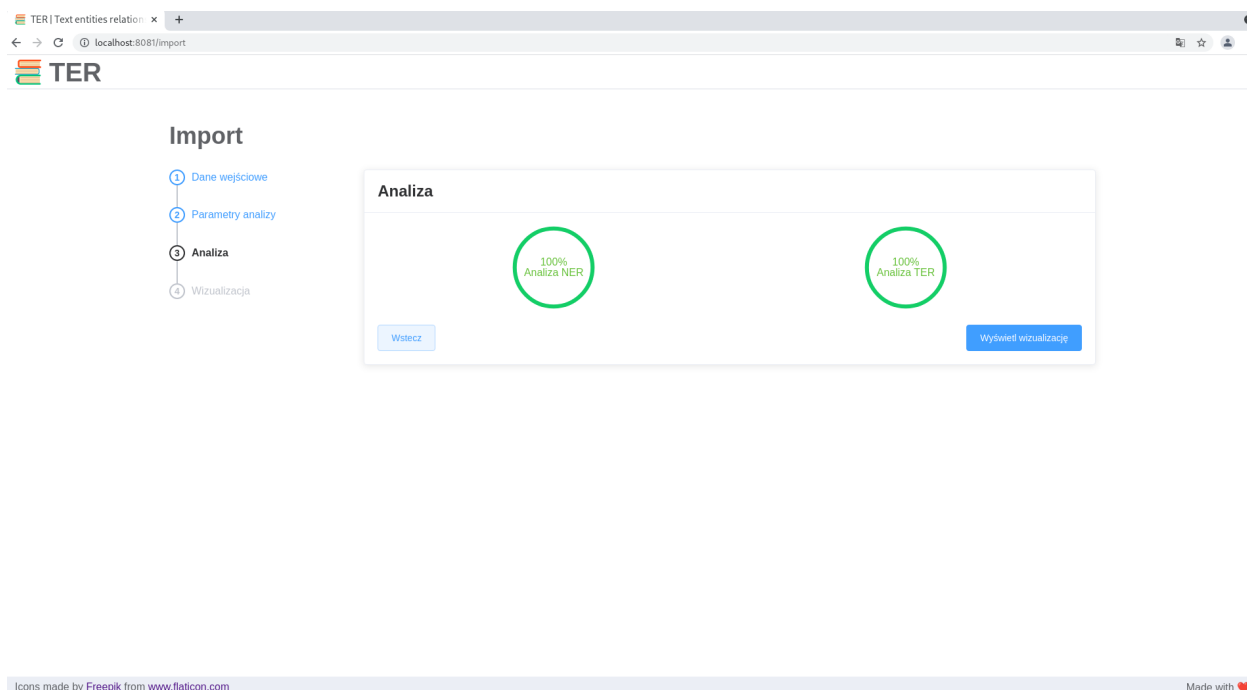 TER | Text entities relation
localhost:8081/import
TER
Import
1 Dane wejściowe
2 Parametry analizy
3 Analiza
4 Wizualizacja
Analiza
100%
Analiza NER
100%
Analiza TER
Wstecz
Wyświetl wizualizację
Icons made by Freepik from www.flaticon.com
Made with